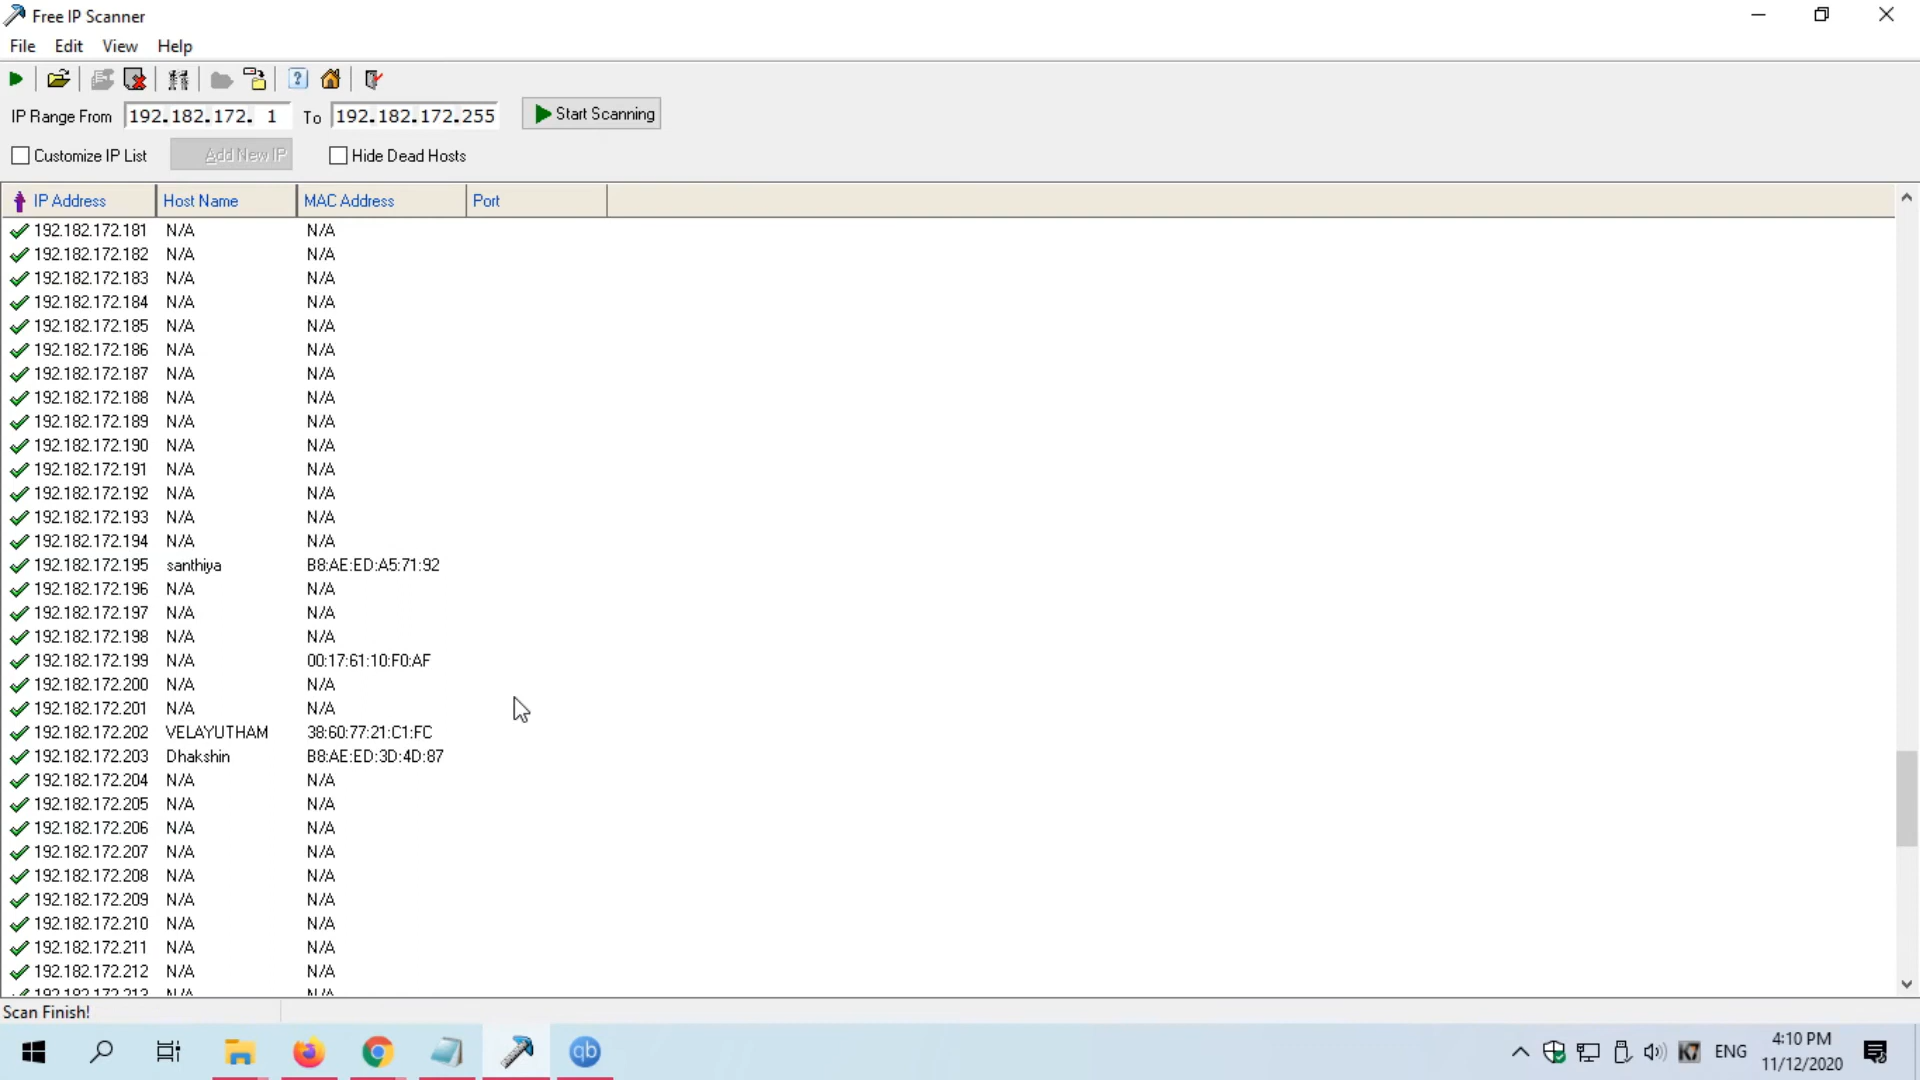 Free IP Scanner
File Edit View Help
IP Range From 192.182.172. 1 To 192.182.172.255 Start Scanning
Customize IP List Add New IP Hide Dead Hosts
IP Address Host Name MAC Address Port
192.182.172.181 N/A N/A
192.182.172.182 N/A N/A
192.182.172.183 N/A N/A
192.182.172.184 N/A N/A
192.182.172.185 N/A N/A
192.182.172.186 N/A N/A
192.182.172.187 N/A N/A
192.182.172.188 N/A N/A
192.182.172.189 N/A N/A
192.182.172.190 N/A N/A
192.182.172.191 N/A N/A
192.182.172.192 N/A N/A
192.182.172.193 N/A N/A
192.182.172.194 N/A N/A
192.182.172.195 santhiya B8:AE:ED:A5:71:92
192.182.172.196 N/A N/A
192.182.172.197 N/A N/A
192.182.172.198 N/A N/A
192.182.172.199 N/A 00:17:61:10:F0:AF
192.182.172.200 N/A N/A
192.182.172.201 N/A N/A
192.182.172.202 VELAYUTHAM 38:60:77:21:C1:FC
192.182.172.203 Dhakshin B8:AE:ED:3D:4D:87
192.182.172.204 N/A N/A
192.182.172.205 N/A N/A
192.182.172.206 N/A N/A
192.182.172.207 N/A N/A
192.182.172.208 N/A N/A
192.182.172.209 N/A N/A
192.182.172.210 N/A N/A
192.182.172.211 N/A N/A
192.182.172.212 N/A N/A
192.182.172.213 N/A N/A
Scan Finish!
qb K7 ENG 4:10 PM
11/12/2020